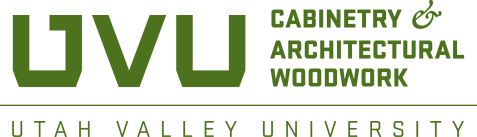 UVU
CABINETRY &
ARCHITECTURAL
WOODWORK
UTAH VALLEY UNIVERSITY